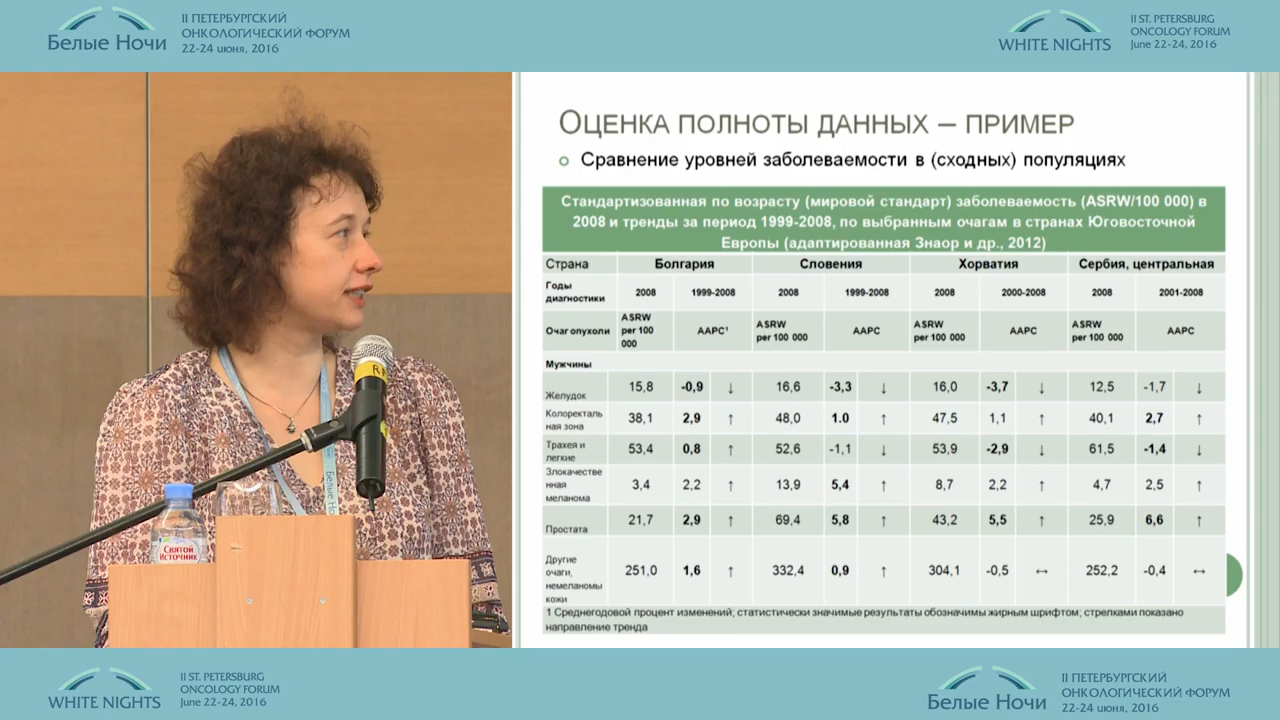 Белые Ночи
II ПЕТЕРБУРГСКИЙ
ОНКОЛОГИЧЕСКИЙ ФОРУМ
22-24 июня, 2016
WHITE NIGHTS
II ST. PETERSBURG
ONCOLOGY FORUM
June 22-24, 2016
ОЦЕНКА ПОЛНОТЫ ДАННЫХ – ПРИМЕР
Сравнение уровней заболеваемости в (сходных) популяциях
Стандартизованная по возрасту (мировой стандарт) заболеваемость (ASRW/100 000) в
2008 и тренды за период 1999-2008, по выбранным очагам в странах Юговосточной
Европы (адаптированная Знаор и др., 2012)
Страна Болгария Словения Хорватия Сербия, центральная
Годы диагностики 2008 1999-2008 2008 1999-2008 2008 2000-2008 2008 2001-2008
Очаг опухоли ASRW per 100 000 AAPC¹ ASRW per 100 000 AAPC ASRW per 100 000 AAPC ASRW per 100 000 AAPC
Мужчины
Желудок 15,8 -0,9 ↓ 16,6 -3,3 ↓ 16,0 -3,7 ↓ 12,5 -1,7 ↓
Колоректаль ная зона 38,1 2,9 ↑ 48,0 1.0 ↑ 47,5 1,1 ↑ 40,1 2,7 ↑
Трахея и легкие 53,4 0,8 ↑ 52,6 -1,1 ↓ 53,9 -2,9 ↓ 61,5 -1,4 ↓
Злокачестве нная меланома 3,4 2,2 ↑ 13,9 5,4 ↑ 8,7 2,2 ↑ 4,7 2,5 ↑
Простата 21,7 2,9 ↑ 69,4 5,8 ↑ 43,2 5,5 ↑ 25,9 6,6 ↑
Другие очаги, немеланомы кожи 251,0 1,6 ↑ 332,4 0,9 ↑ 304,1 -0,5 ↔ 252,2 -0,4 ↔
1 Среднегодовой процент изменений; статистически значимые результаты обозначимы жирным шрифтом; стрелками показано
направление тренда
Белые Но
Святой
Источник
WHITE NIGHTS
II ST. PETERSBURG
ONCOLOGY FORUM
June 22-24, 2016
Белые Ночи
II ПЕТЕРБУРГСКИЙ
ОНКОЛОГИЧЕСКИЙ ФОРУМ
22-24 июня, 2016